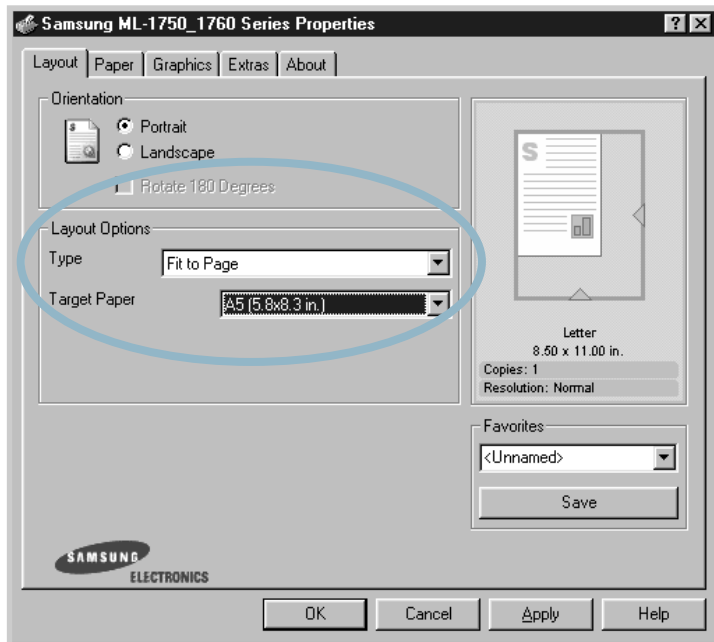 Samsung ML-1750_1760 Series Properties
Layout Paper Graphics Extras About
Orientation
S
Portrait
Landscape
Rotate 180 Degrees
Layout Options
Type Fit to Page
Target Paper A5 (5.8x8.3 in.)
S
Letter
8.50 x 11.00 in.
Copies: 1
Resolution: Normal
Favorites
<Unnamed>
Save
SAMSUNG
ELECTRONICS
OK Cancel Apply Help